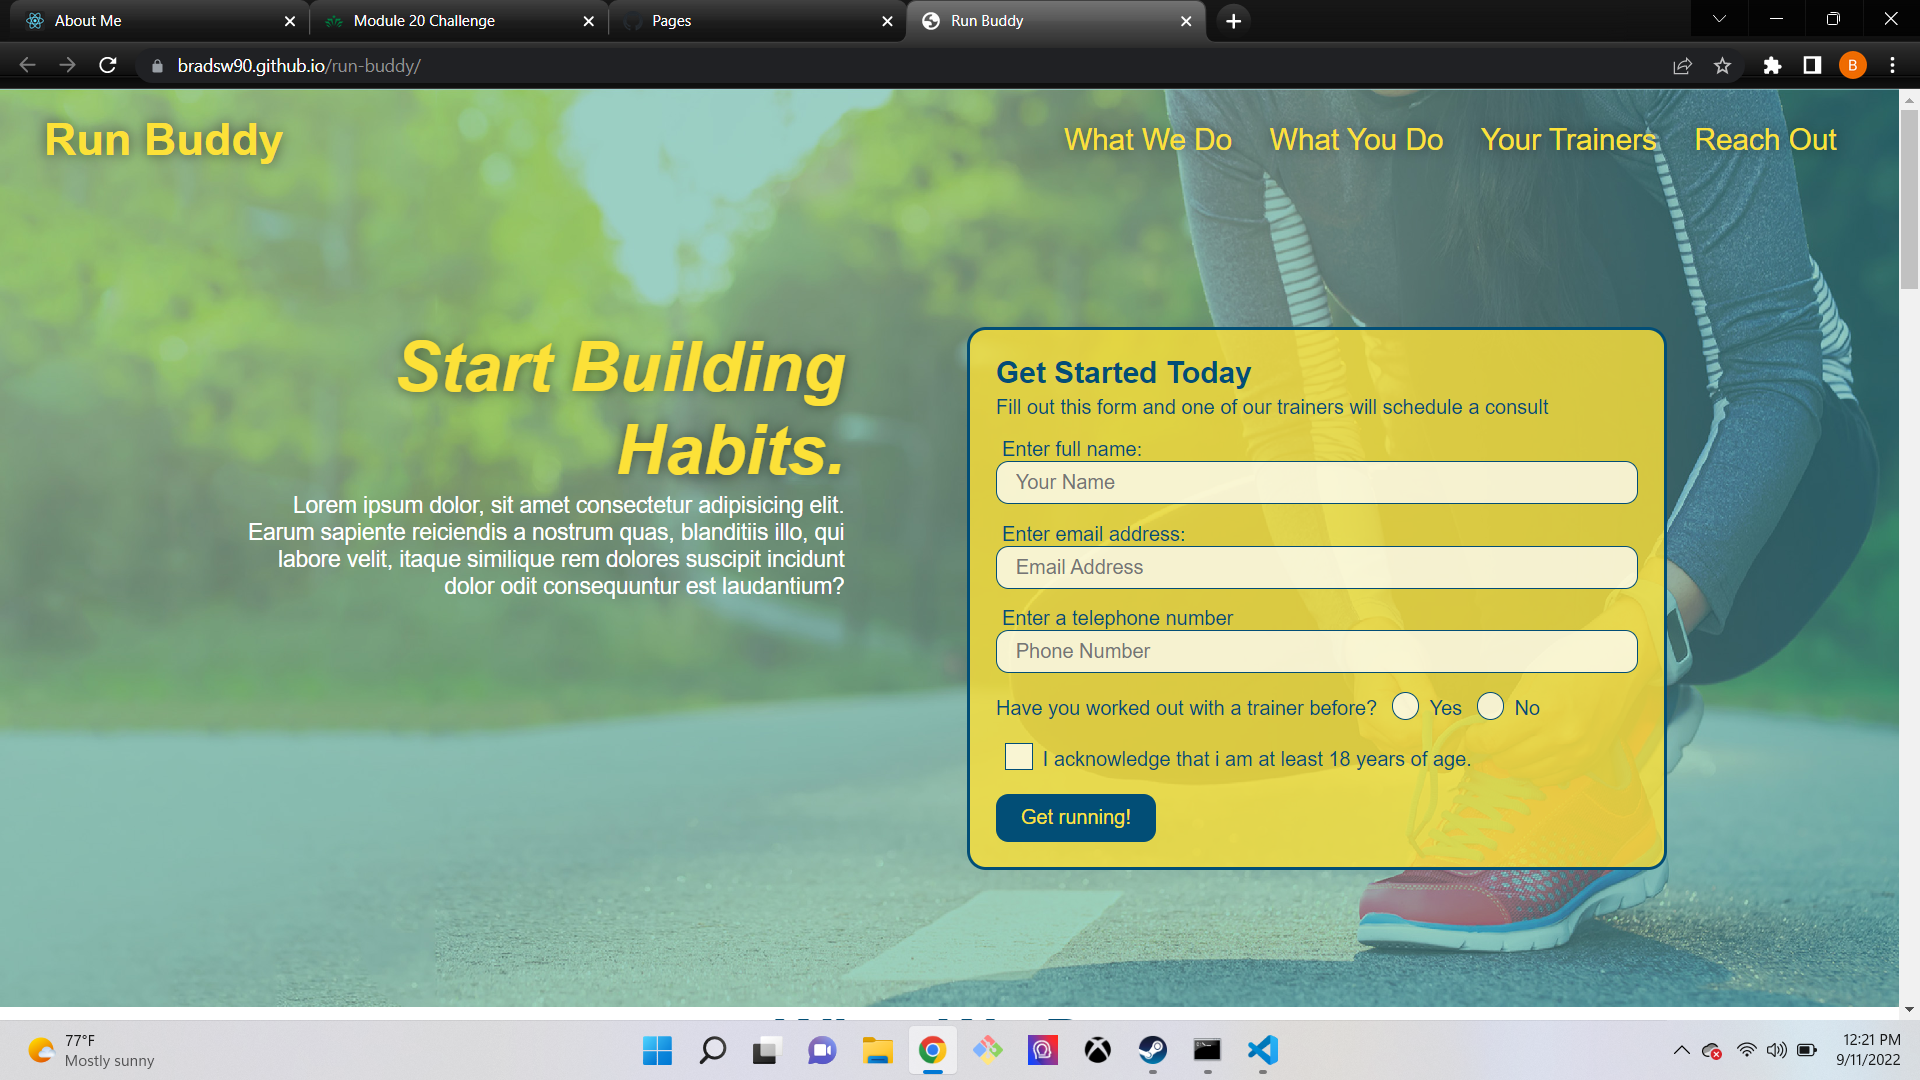 About Me
Module 20 Challenge
Pages
Run Buddy
bradsw90.github.io/run-buddy/
B
Run Buddy
What We Do
What You Do
Your Trainers
Reach Out
Start Building
Habits.
Lorem ipsum dolor, sit amet consectetur adipisicing elit.
Earum sapiente reiciendis a nostrum quas, blanditiis illo, qui
labore velit, itaque similique rem dolores suscipit incidunt
dolor odit consequuntur est laudantium?
Get Started Today
Fill out this form and one of our trainers will schedule a consult
Enter full name:
Your Name
Enter email address:
Email Address
Enter a telephone number
Phone Number
Have you worked out with a trainer before? Yes No
I acknowledge that i am at least 18 years of age.
Get running!
77°F
Mostly sunny
12:21 PM
9/11/2022